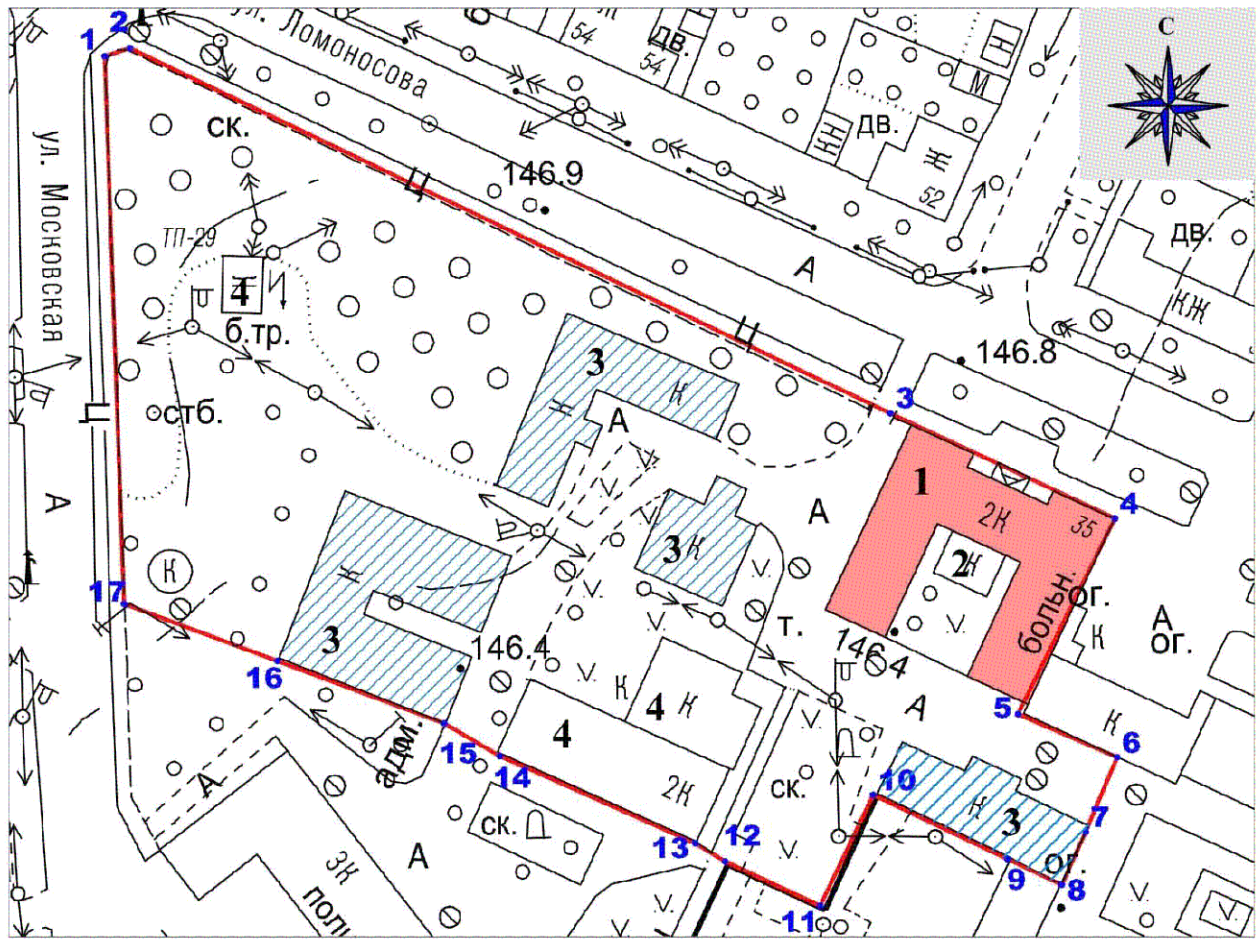 1
2
ул. Ломоносова
Ж
54
дв.
54
Н
М
С
ск.
146.9
КН
дв.
Ж
52
ул. Московская
Ц
ТП-29
4
б.тр.
А
дв.
КЖ
Ц
146.8
3
К
Н
А
3
Ц
стб.
1
2К
35
4
А
А
3
К
2
К
больн.
ог.
А
ог.
К
17
К
К
3
146.4
т.
146.4
16
К
4
К
5
К
6
А
15
адм.
14
4
2К
ск.
10
К
3
7
А
ск.
А
13
12
ог.
9
8
3К
поли
11